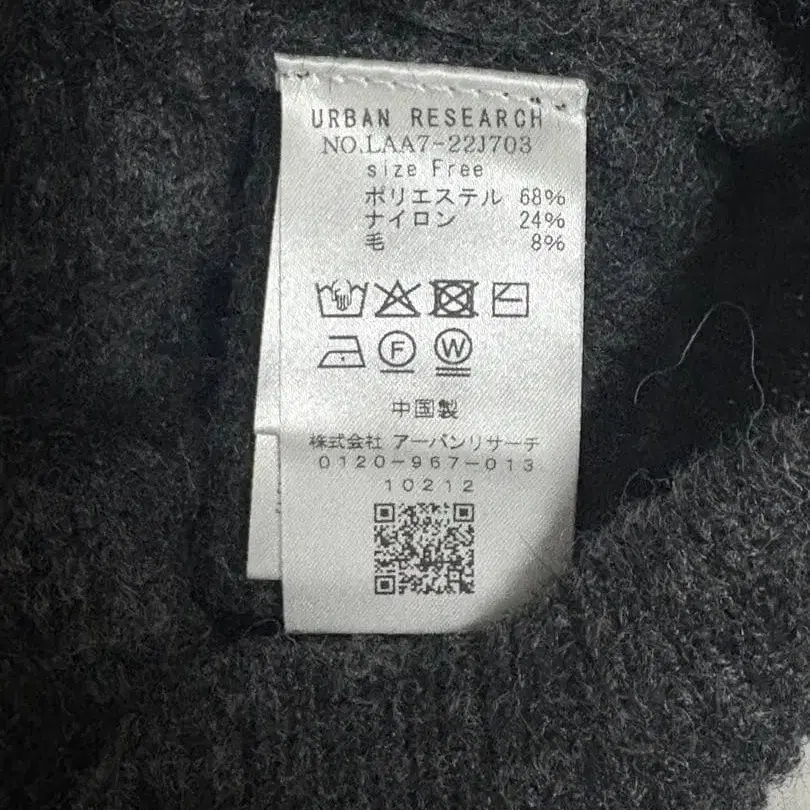 URBAN RESEARCH
NO.LAA7-22J703
size Free
ポリエステル 68%
ナイロン 24%
毛 8%
F W
中国製
株式会社 アーバンリサーチ
0120-967-013
10212